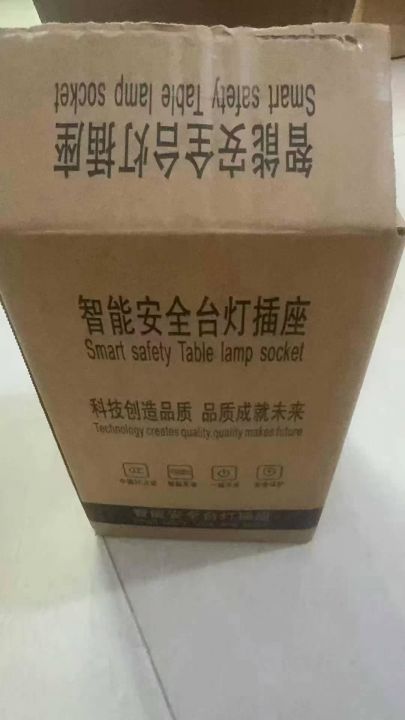 Smart safety Table lamp socket
智能安全台灯插座
智能安全台灯插座
Smart safety Table lamp socket
科技创造品质 品质成就未来
Technology creates quality,quality makes future